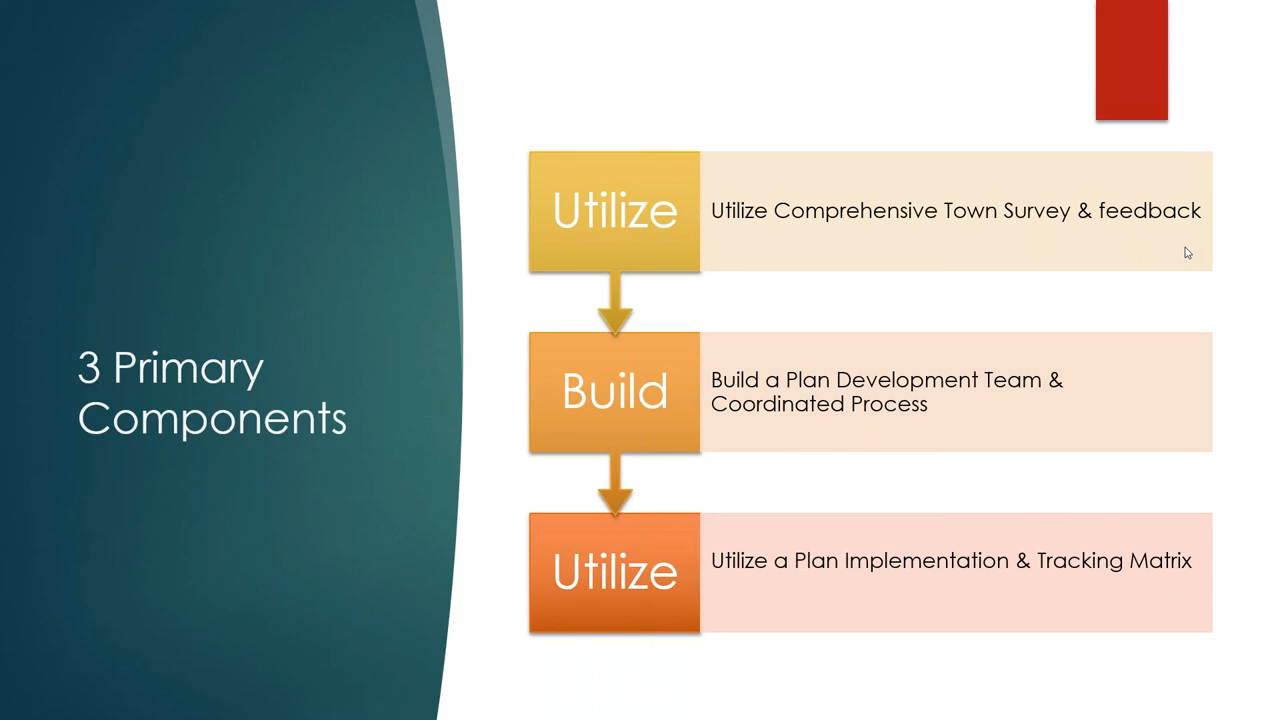 3 Primary
Components
Utilize
Utilize Comprehensive Town Survey & feedback
Build
Build a Plan Development Team &
Coordinated Process
Utilize
Utilize a Plan Implementation & Tracking Matrix